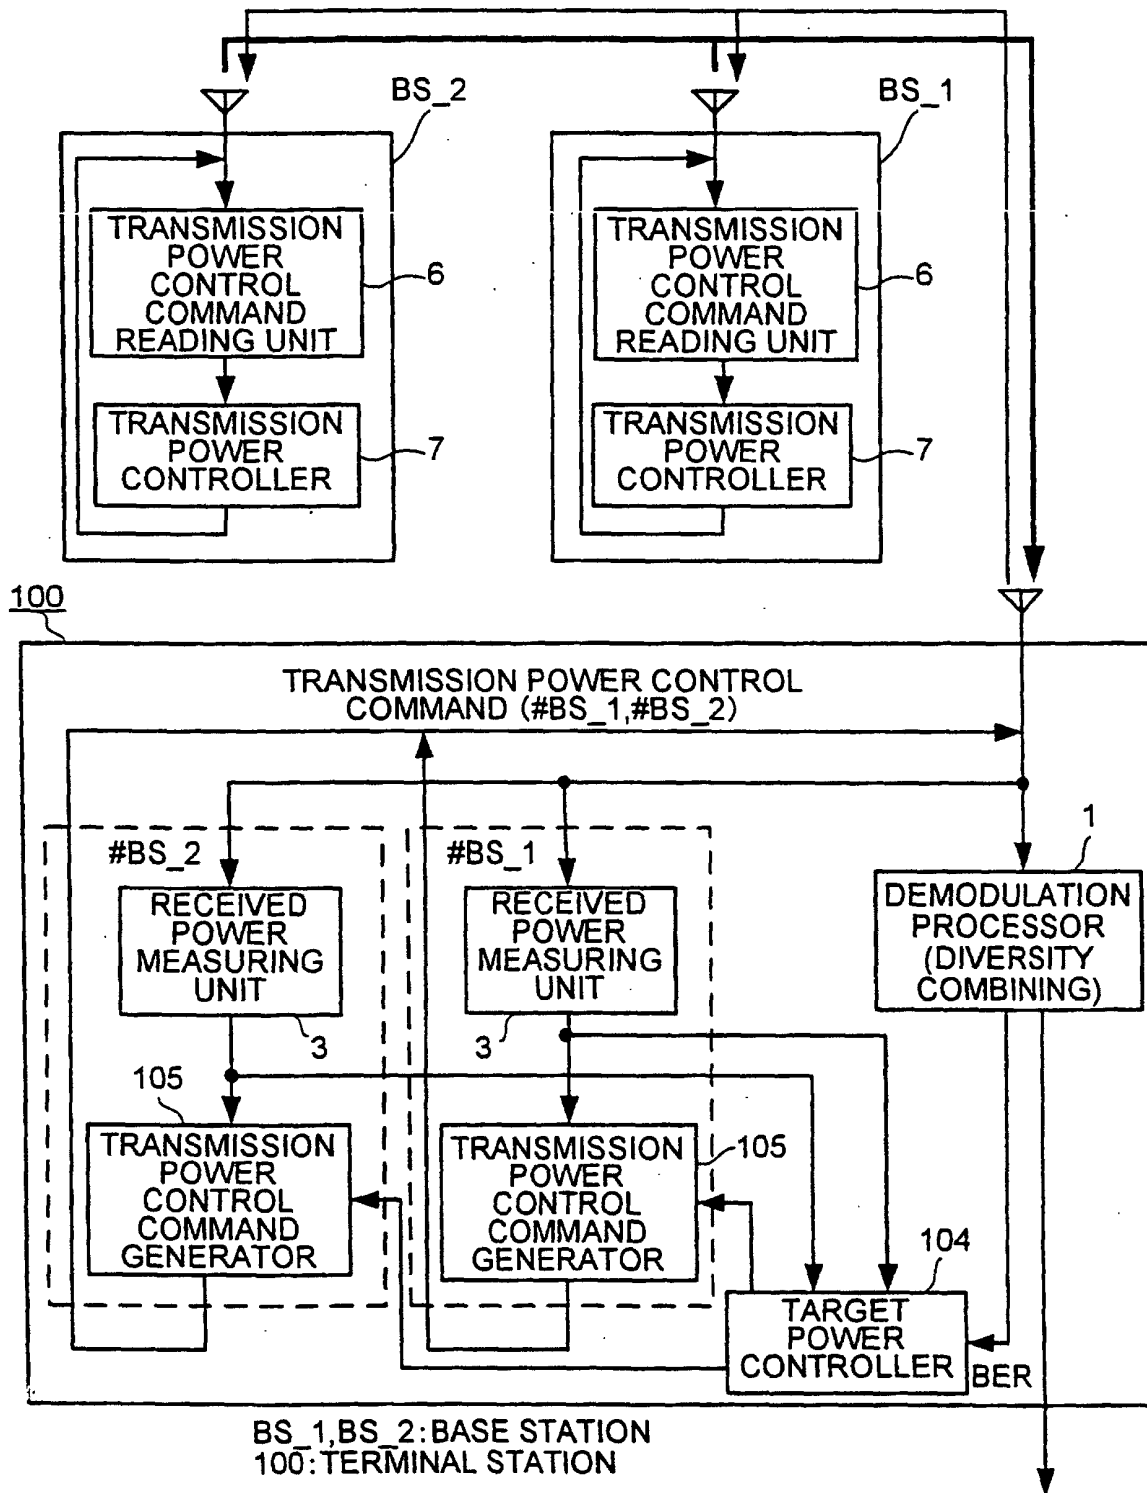 BS_2
BS_1
TRANSMISSION
POWER
CONTROL
COMMAND
READING UNIT
6
TRANSMISSION
POWER
CONTROL
COMMAND
READING UNIT
6
TRANSMISSION
POWER
CONTROLLER
7
TRANSMISSION
POWER
CONTROLLER
7
100
TRANSMISSION POWER CONTROL
COMMAND (#BS_1,#BS_2)
#BS_2
#BS_1
1
RECEIVED
POWER
MEASURING
UNIT
3
RECEIVED
POWER
MEASURING
UNIT
3
DEMODULATION
PROCESSOR
(DIVERSITY
COMBINING)
105
TRANSMISSION
POWER
CONTROL
COMMAND
GENERATOR
TRANSMISSION
POWER
CONTROL
COMMAND
GENERATOR
105
104
TARGET
POWER
CONTROLLER
BER
BS_1,BS_2:BASE STATION
100:TERMINAL STATION